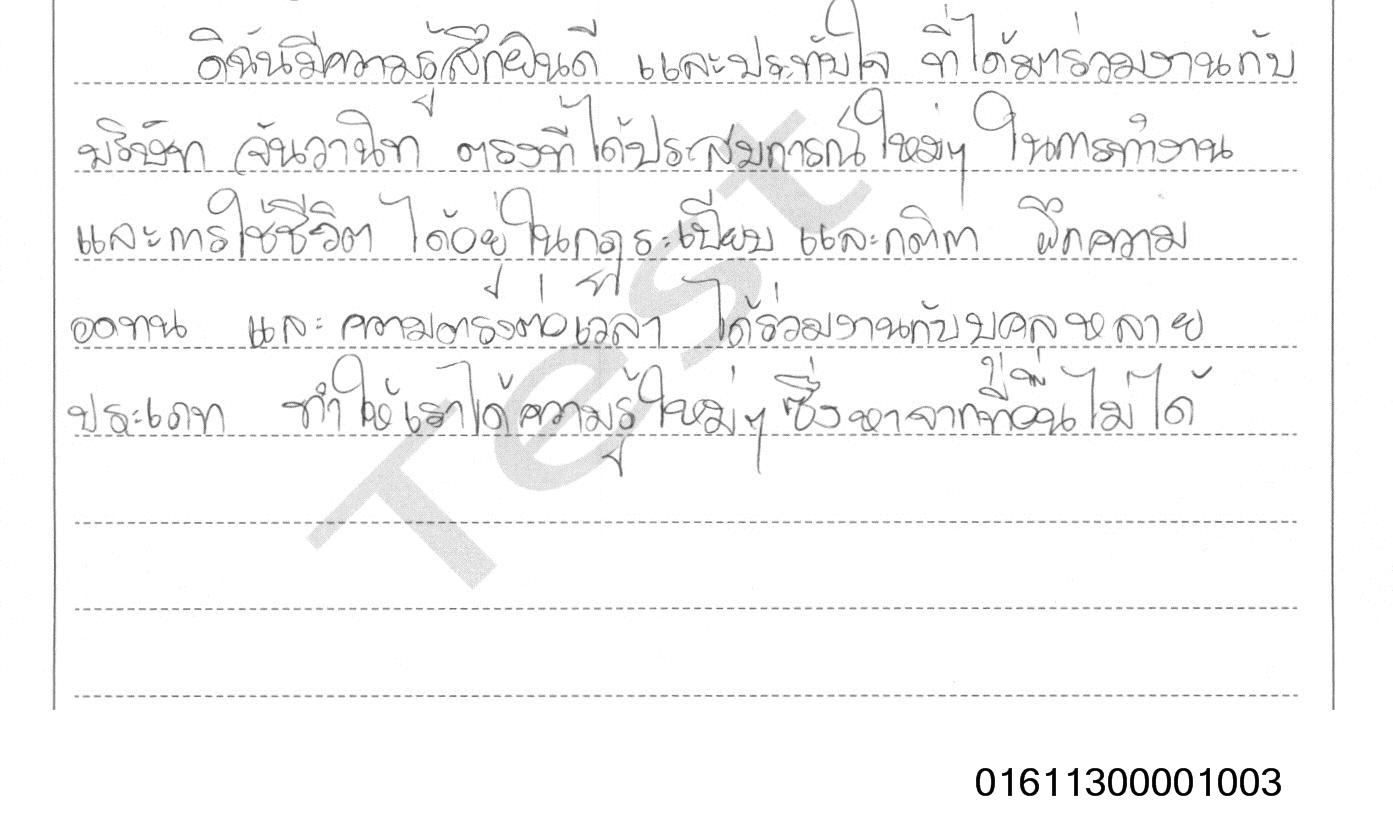 ดิฉันมีความรู้สึกยินดี และประทับใจ ที่ได้มาร่วมงานกับ
บริษัท จันวานิท ตรงที่ได้ประสบการณ์ใหม่ๆ ในการทำงาน
และการใช้ชีวิต ได้อยู่ในกฎระเบียบ และกติกา ฝึกความ
อดทน และ ความตรงต่อเวลา ได้ร่วมงานกับบุคคลหลาย
ประเภท ทำให้เราได้ความรู้ใหม่ๆ ซึ่งหาจากที่อื่นไม่ได้
Test
01611300001003